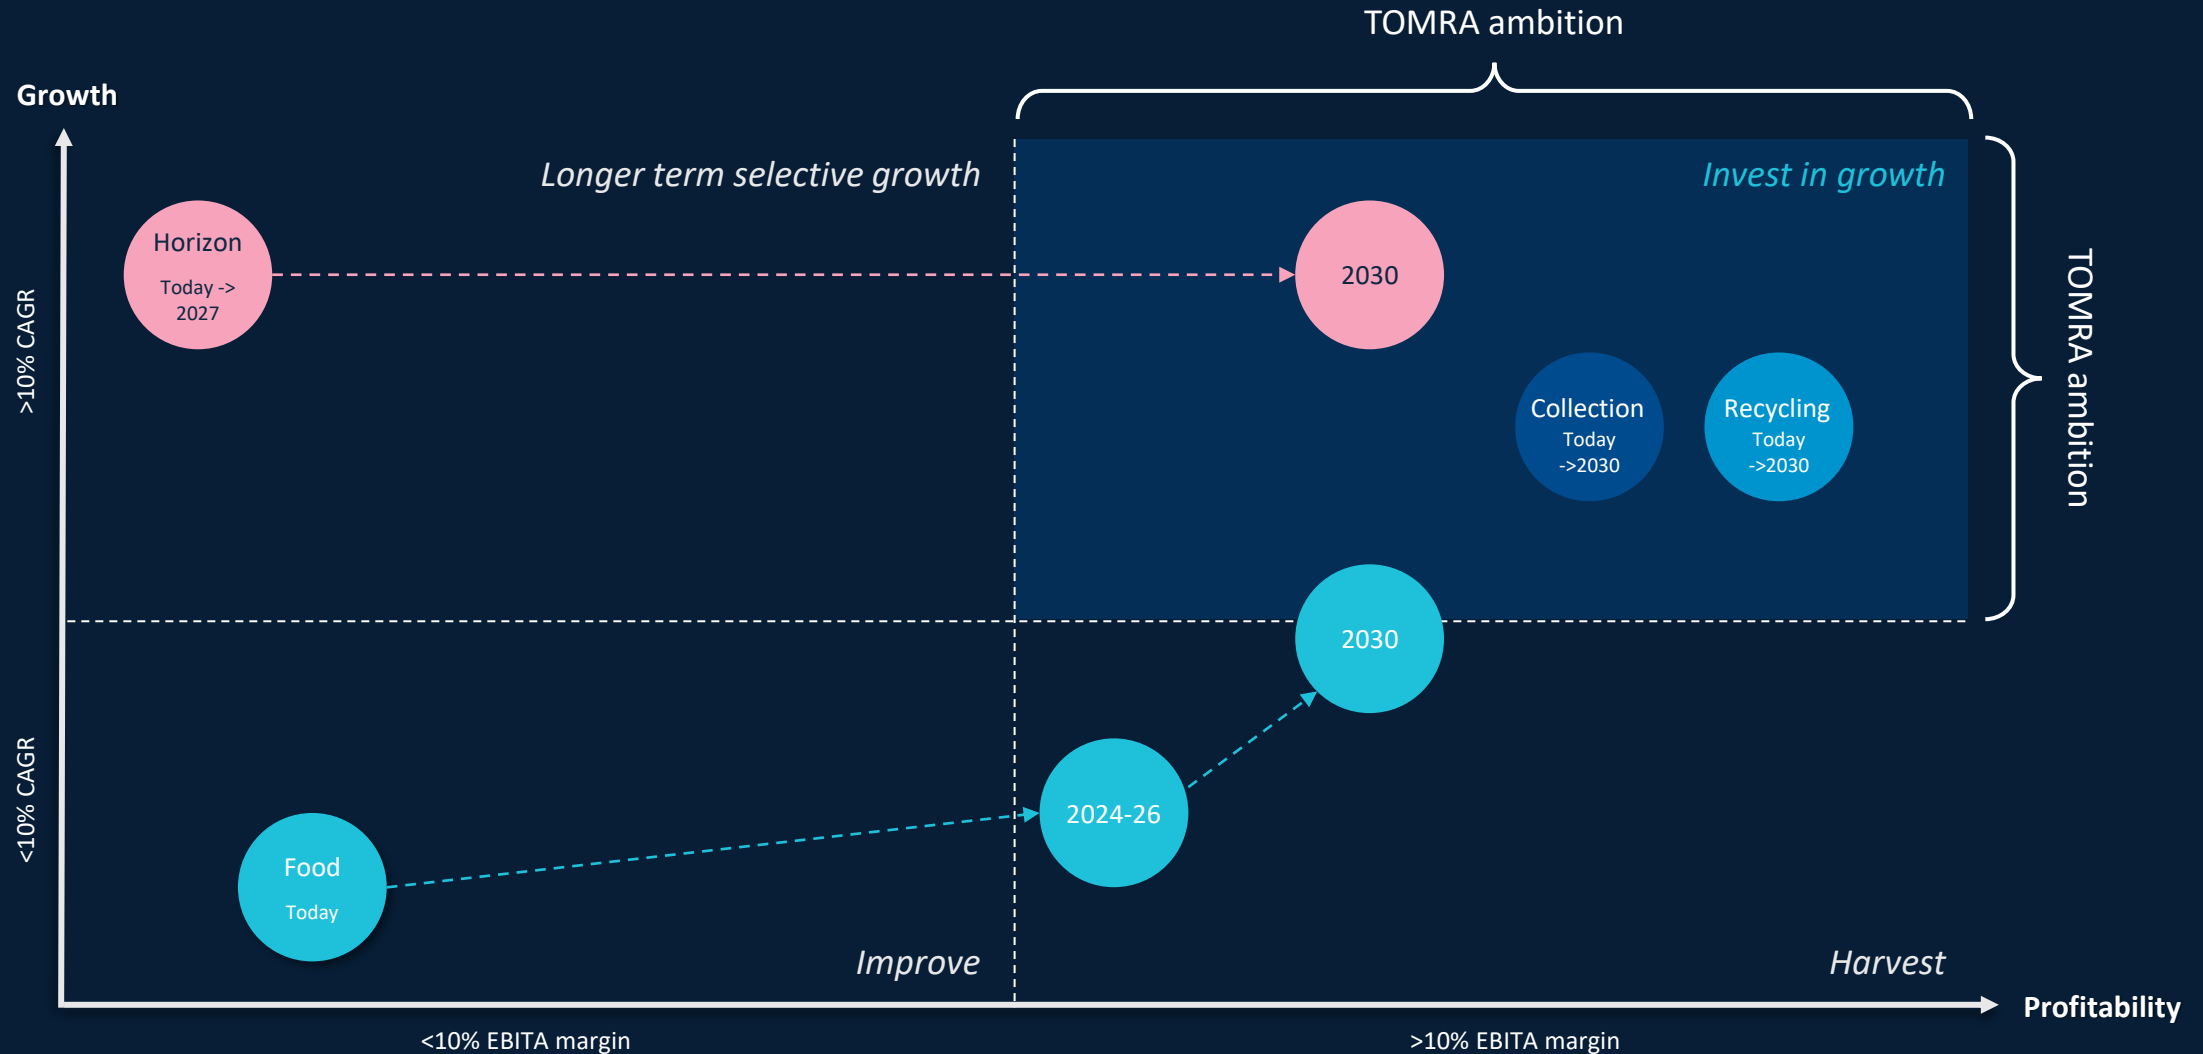 TOMRA ambition
Growth
Longer term selective growth
Invest in growth
Horizon
Today ->
2027
2030
TOMRA ambition
>10% CAGR
Collection
Today
->2030
Recycling
Today
->2030
2030
<10% CAGR
2024-26
Food
Today
Improve
Harvest
Profitability
<10% EBITA margin
>10% EBITA margin